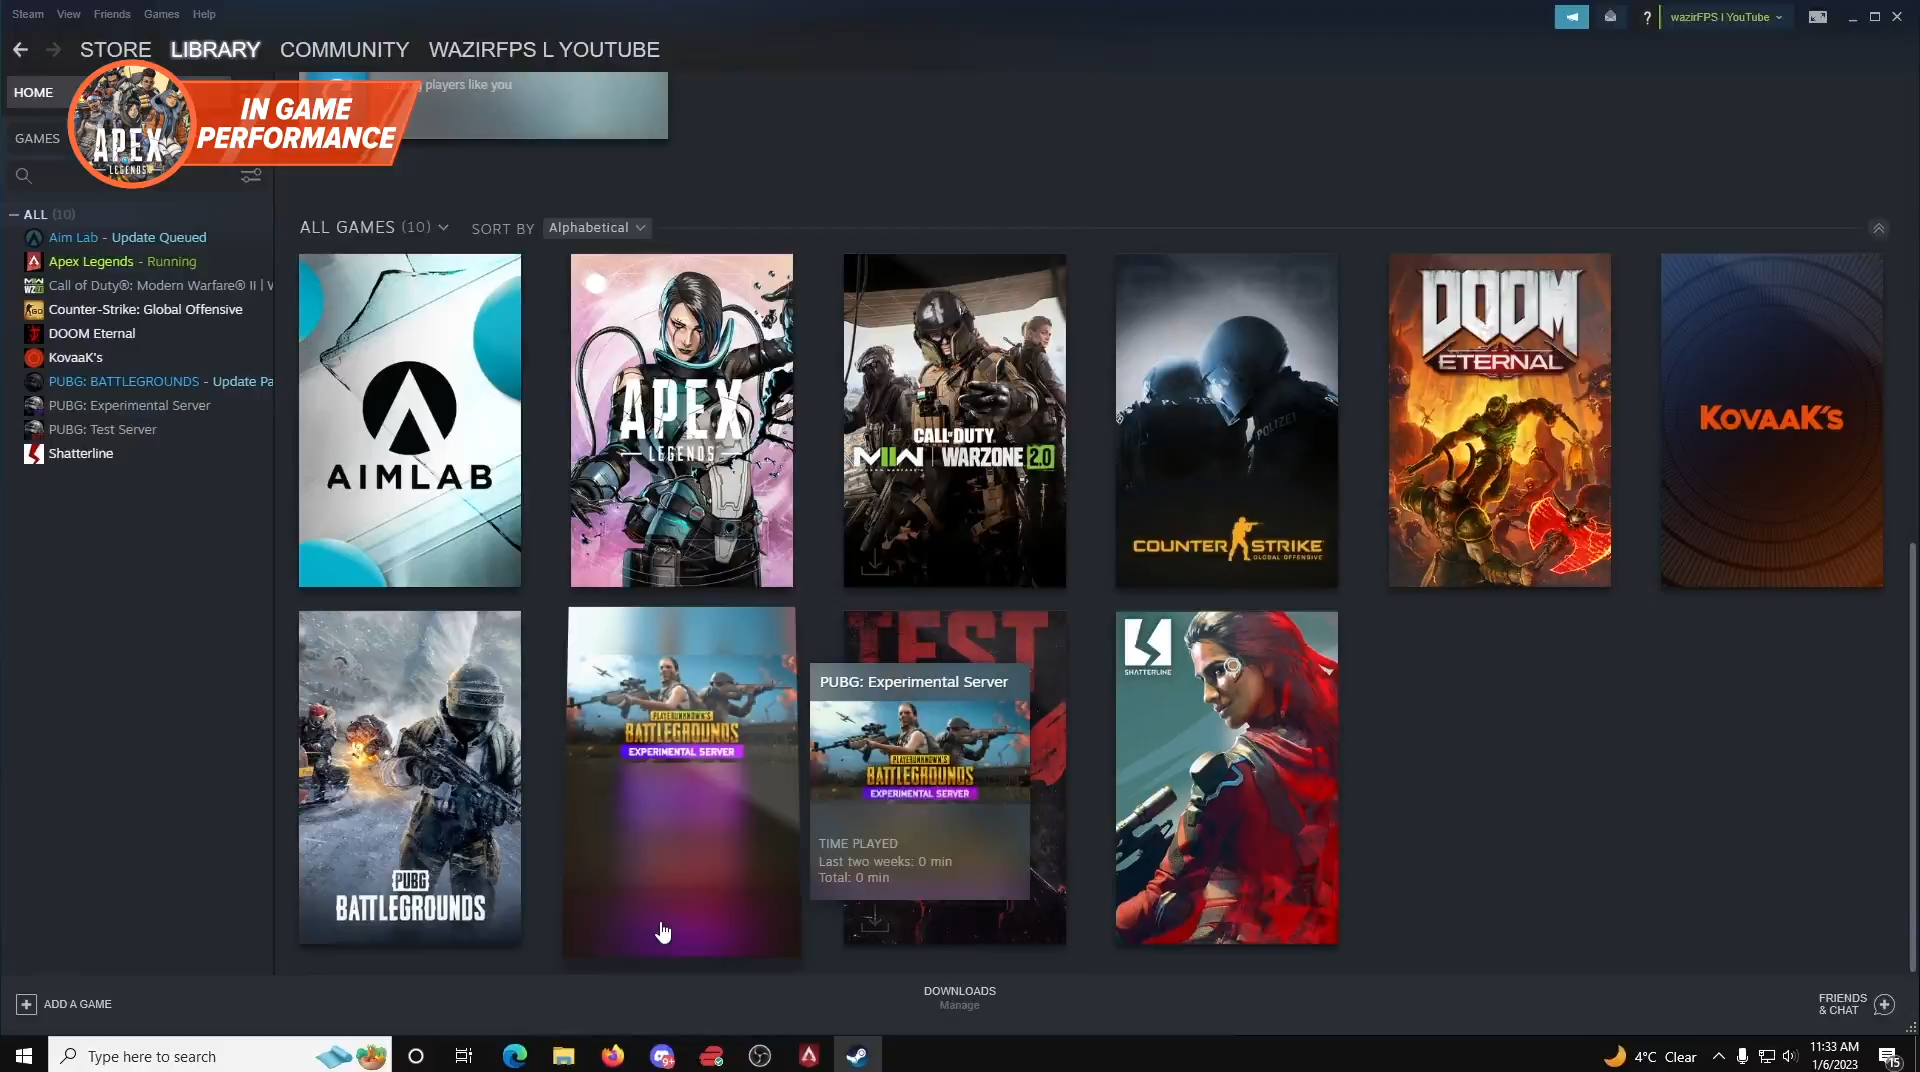 Steam View Friends Games Help
wazirFPS l YouTube
STORE LIBRARY COMMUNITY WAZIRFPS L YOUTUBE
HOME
players like you
APEX
LEGENDS
IN GAME
PERFORMANCE
GAMES
ALL (10)
Aim Lab - Update Queued
Apex Legends - Running
Call of Duty®: Modern Warfare® II | W
Counter-Strike: Global Offensive
DOOM Eternal
KovaaK's
PUBG: BATTLEGROUNDS - Update Pa
PUBG: Experimental Server
PUBG: Test Server
Shatterline
ALL GAMES (10) SORT BY Alphabetical
AIMLAB
APEX
LEGENDS
CALL OF DUTY
MW | WARZONE 2.0
POLIZEI
COUNTER STRIKE
GLOBAL OFFENSIVE
DOOM
ETERNAL
KOVAAK'S
PUBG
BATTLEGROUNDS
PLAYERUNKNOWN'S
BATTLEGROUNDS
EXPERIMENTAL SERVER
TEST
PUBG: Experimental Server
PLAYERUNKNOWN'S
BATTLEGROUNDS
EXPERIMENTAL SERVER
TIME PLAYED
Last two weeks: 0 min
Total: 0 min
SHATTERLINE
ADD A GAME
DOWNLOADS
Manage
FRIENDS
& CHAT
Type here to search
9+
4°C Clear
11:33 AM
1/6/2023
15